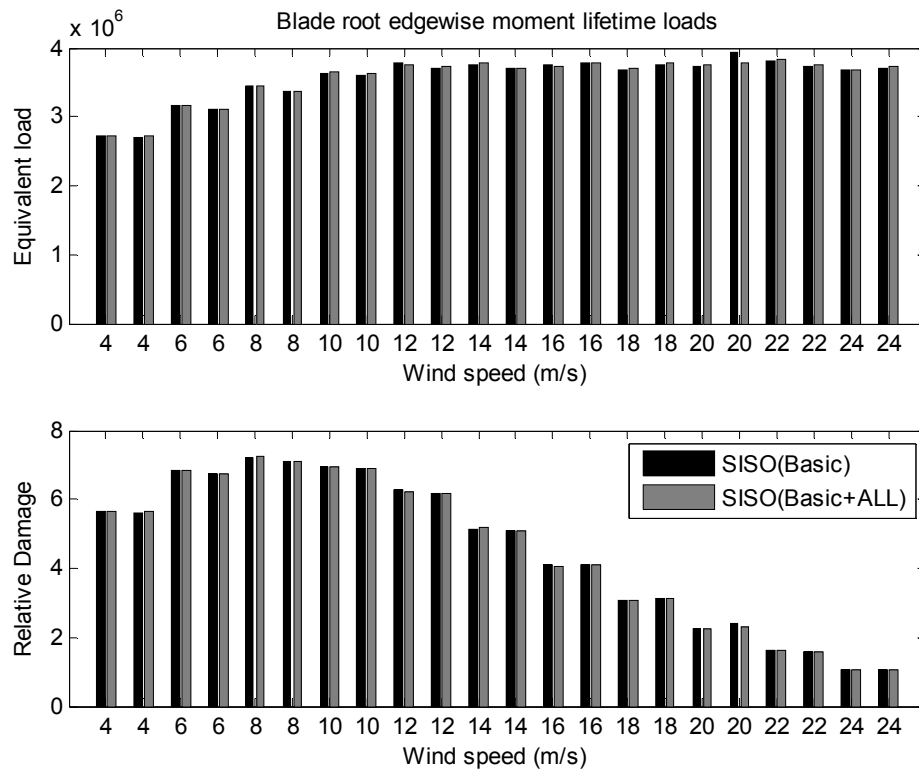 Blade root edgewise moment lifetime loads
x 10^6
4
3
2
1
0
Equivalent load
4 4 6 6 8 8 10 10 12 12 14 14 16 16 18 18 20 20 22 22 24 24
Wind speed (m/s)
8
6
4
2
0
Relative Damage
SISO(Basic)
SISO(Basic+ALL)
4 4 6 6 8 8 10 10 12 12 14 14 16 16 18 18 20 20 22 22 24 24
Wind speed (m/s)